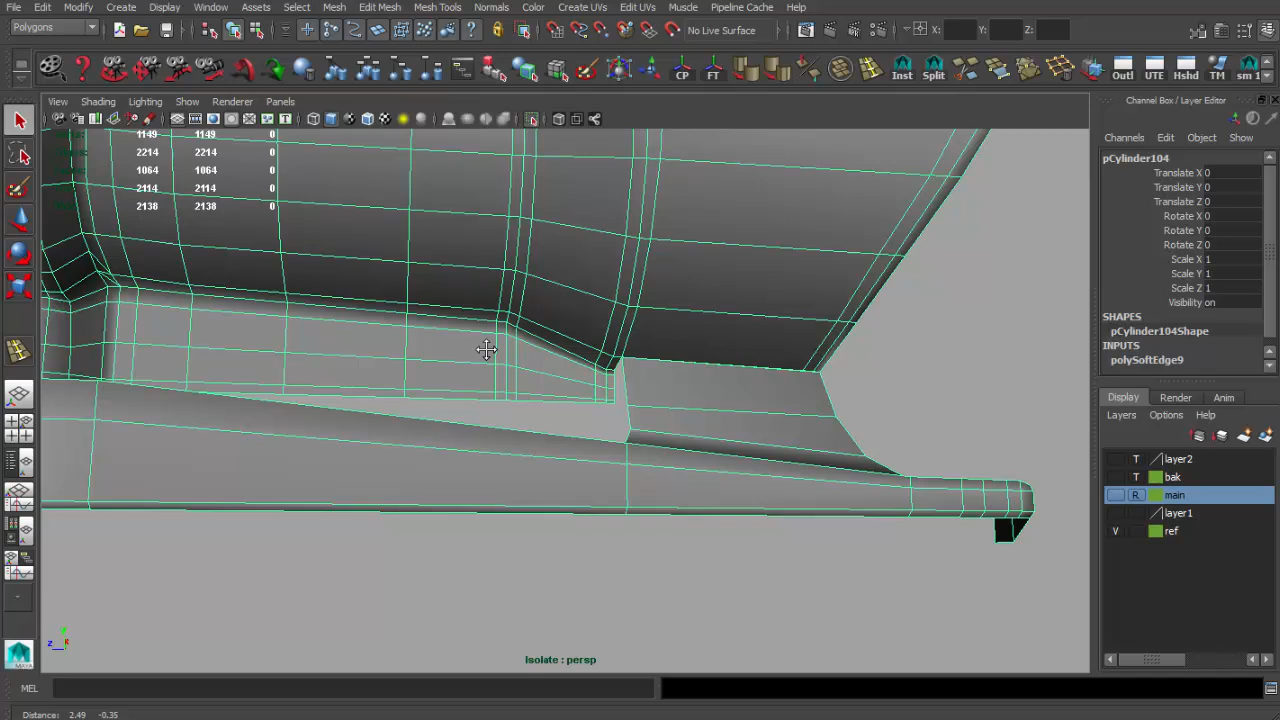 File Edit Modify Create Display Window Assets Select Mesh Edit Mesh Mesh Tools Normals Color Create UVs Edit UVs Muscle Pipeline Cache Help
Polygons No Live Surface X: Y: Z:
CP FT Inst Split Outl UTE Hshd TM sm 1
View Shading Lighting Show Renderer Panels
Channel Box / Layer Editor
Channels Edit Object Show
1149 1149 0
2214 2214 0
1064 1064 0
2114 2114 0
2138 2138 0
pCylinder104
Translate X 0
Translate Y 0
Translate Z 0
Rotate X 0
Rotate Y 0
Rotate Z 0
Scale X 1
Scale Y 1
Scale Z 1
Visibility on
SHAPES
pCylinder104Shape
INPUTS
polySoftEdge9
Display Render Anim
Layers Options Help
T layer2
T bak
R main
layer1
V ref
z
Isolate : persp
MAYA
MEL
Distance: 2.49 -0.35